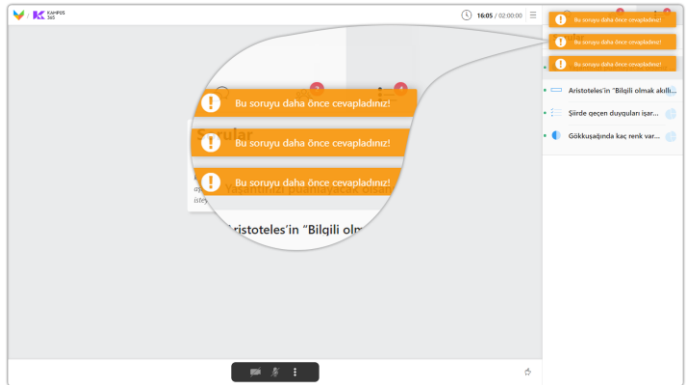 KAMPÜS
365
16:05 / 02:00:00
Bu soruyu daha önce cevapladınız!
Bu soruyu daha önce cevapladınız!
Bu soruyu daha önce cevapladınız!
Aristoteles'in "Bilgili olmak akıllı...
Şiirde geçen duyguları işar...
Gökkuşağında kaç renk var...
Bu soruyu daha önce cevapladınız!
Sorular
Bu soruyu daha önce cevapladınız!
Bu soruyu daha önce cevapladınız!
Aristoteles'in "Bilgili olm